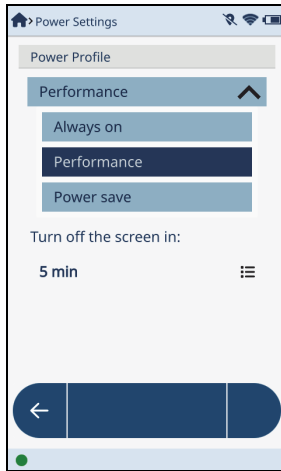 > Power Settings
Power Profile
Performance
Always on
Performance
Power save
Turn off the screen in:
5 min